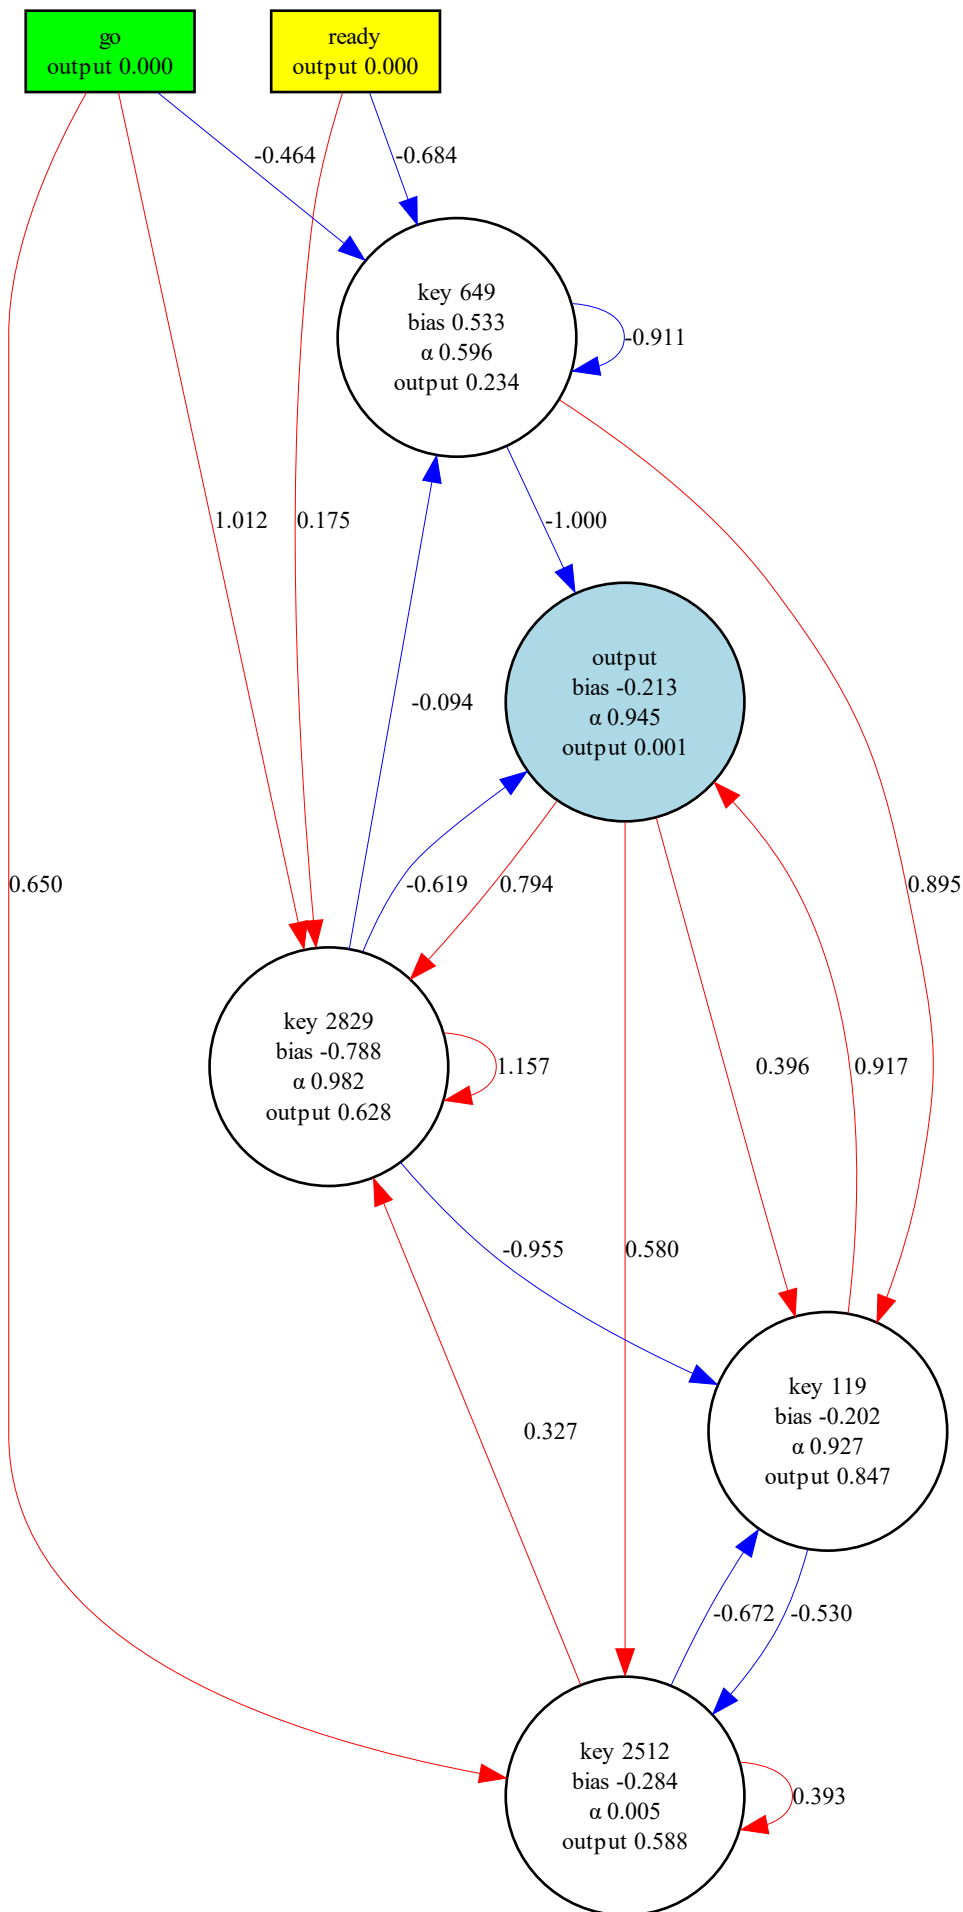 go
output 0.000
ready
output 0.000
-0.464
-0.684
key 649
bias 0.533
α 0.596
output 0.234
-0.911
1.012
0.175
-1.000
output
bias -0.213
α 0.945
output 0.001
-0.094
0.650
-0.619
0.794
0.895
key 2829
bias -0.788
α 0.982
output 0.628
1.157
0.396
0.917
-0.955
0.580
key 119
bias -0.202
α 0.927
output 0.847
0.327
-0.672
-0.530
key 2512
bias -0.284
α 0.005
output 0.588
0.393